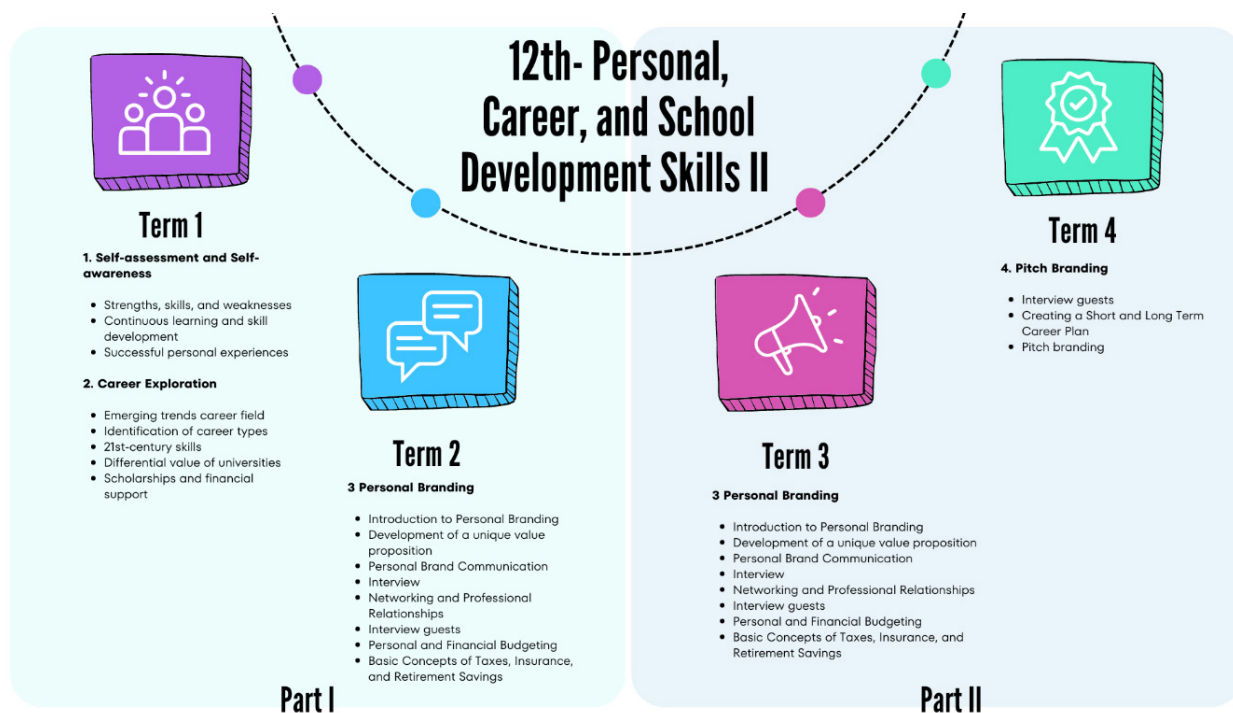 12th- Personal,
Career, and School
Development Skills II
Term 1
1. Self-assessment and Self-
awareness
• Strengths, skills, and weaknesses
• Continuous learning and skill
development
• Successful personal experiences
2. Career Exploration
• Emerging trends career field
• Identification of career types
• 21st-century skills
• Differential value of universities
• Scholarships and financial
support
Term 2
3 Personal Branding
• Introduction to Personal Branding
• Development of a unique value
proposition
• Personal Brand Communication
• Interview
• Networking and Professional
Relationships
• Interview guests
• Personal and Financial Budgeting
• Basic Concepts of Taxes, Insurance,
and Retirement Savings
Part I
Term 3
3 Personal Branding
• Introduction to Personal Branding
• Development of a unique value proposition
• Personal Brand Communication
• Interview
• Networking and Professional Relationships
• Interview guests
• Personal and Financial Budgeting
• Basic Concepts of Taxes, Insurance, and
Retirement Savings
Term 4
4. Pitch Branding
• Interview guests
• Creating a Short and Long Term
Career Plan
• Pitch branding
Part II